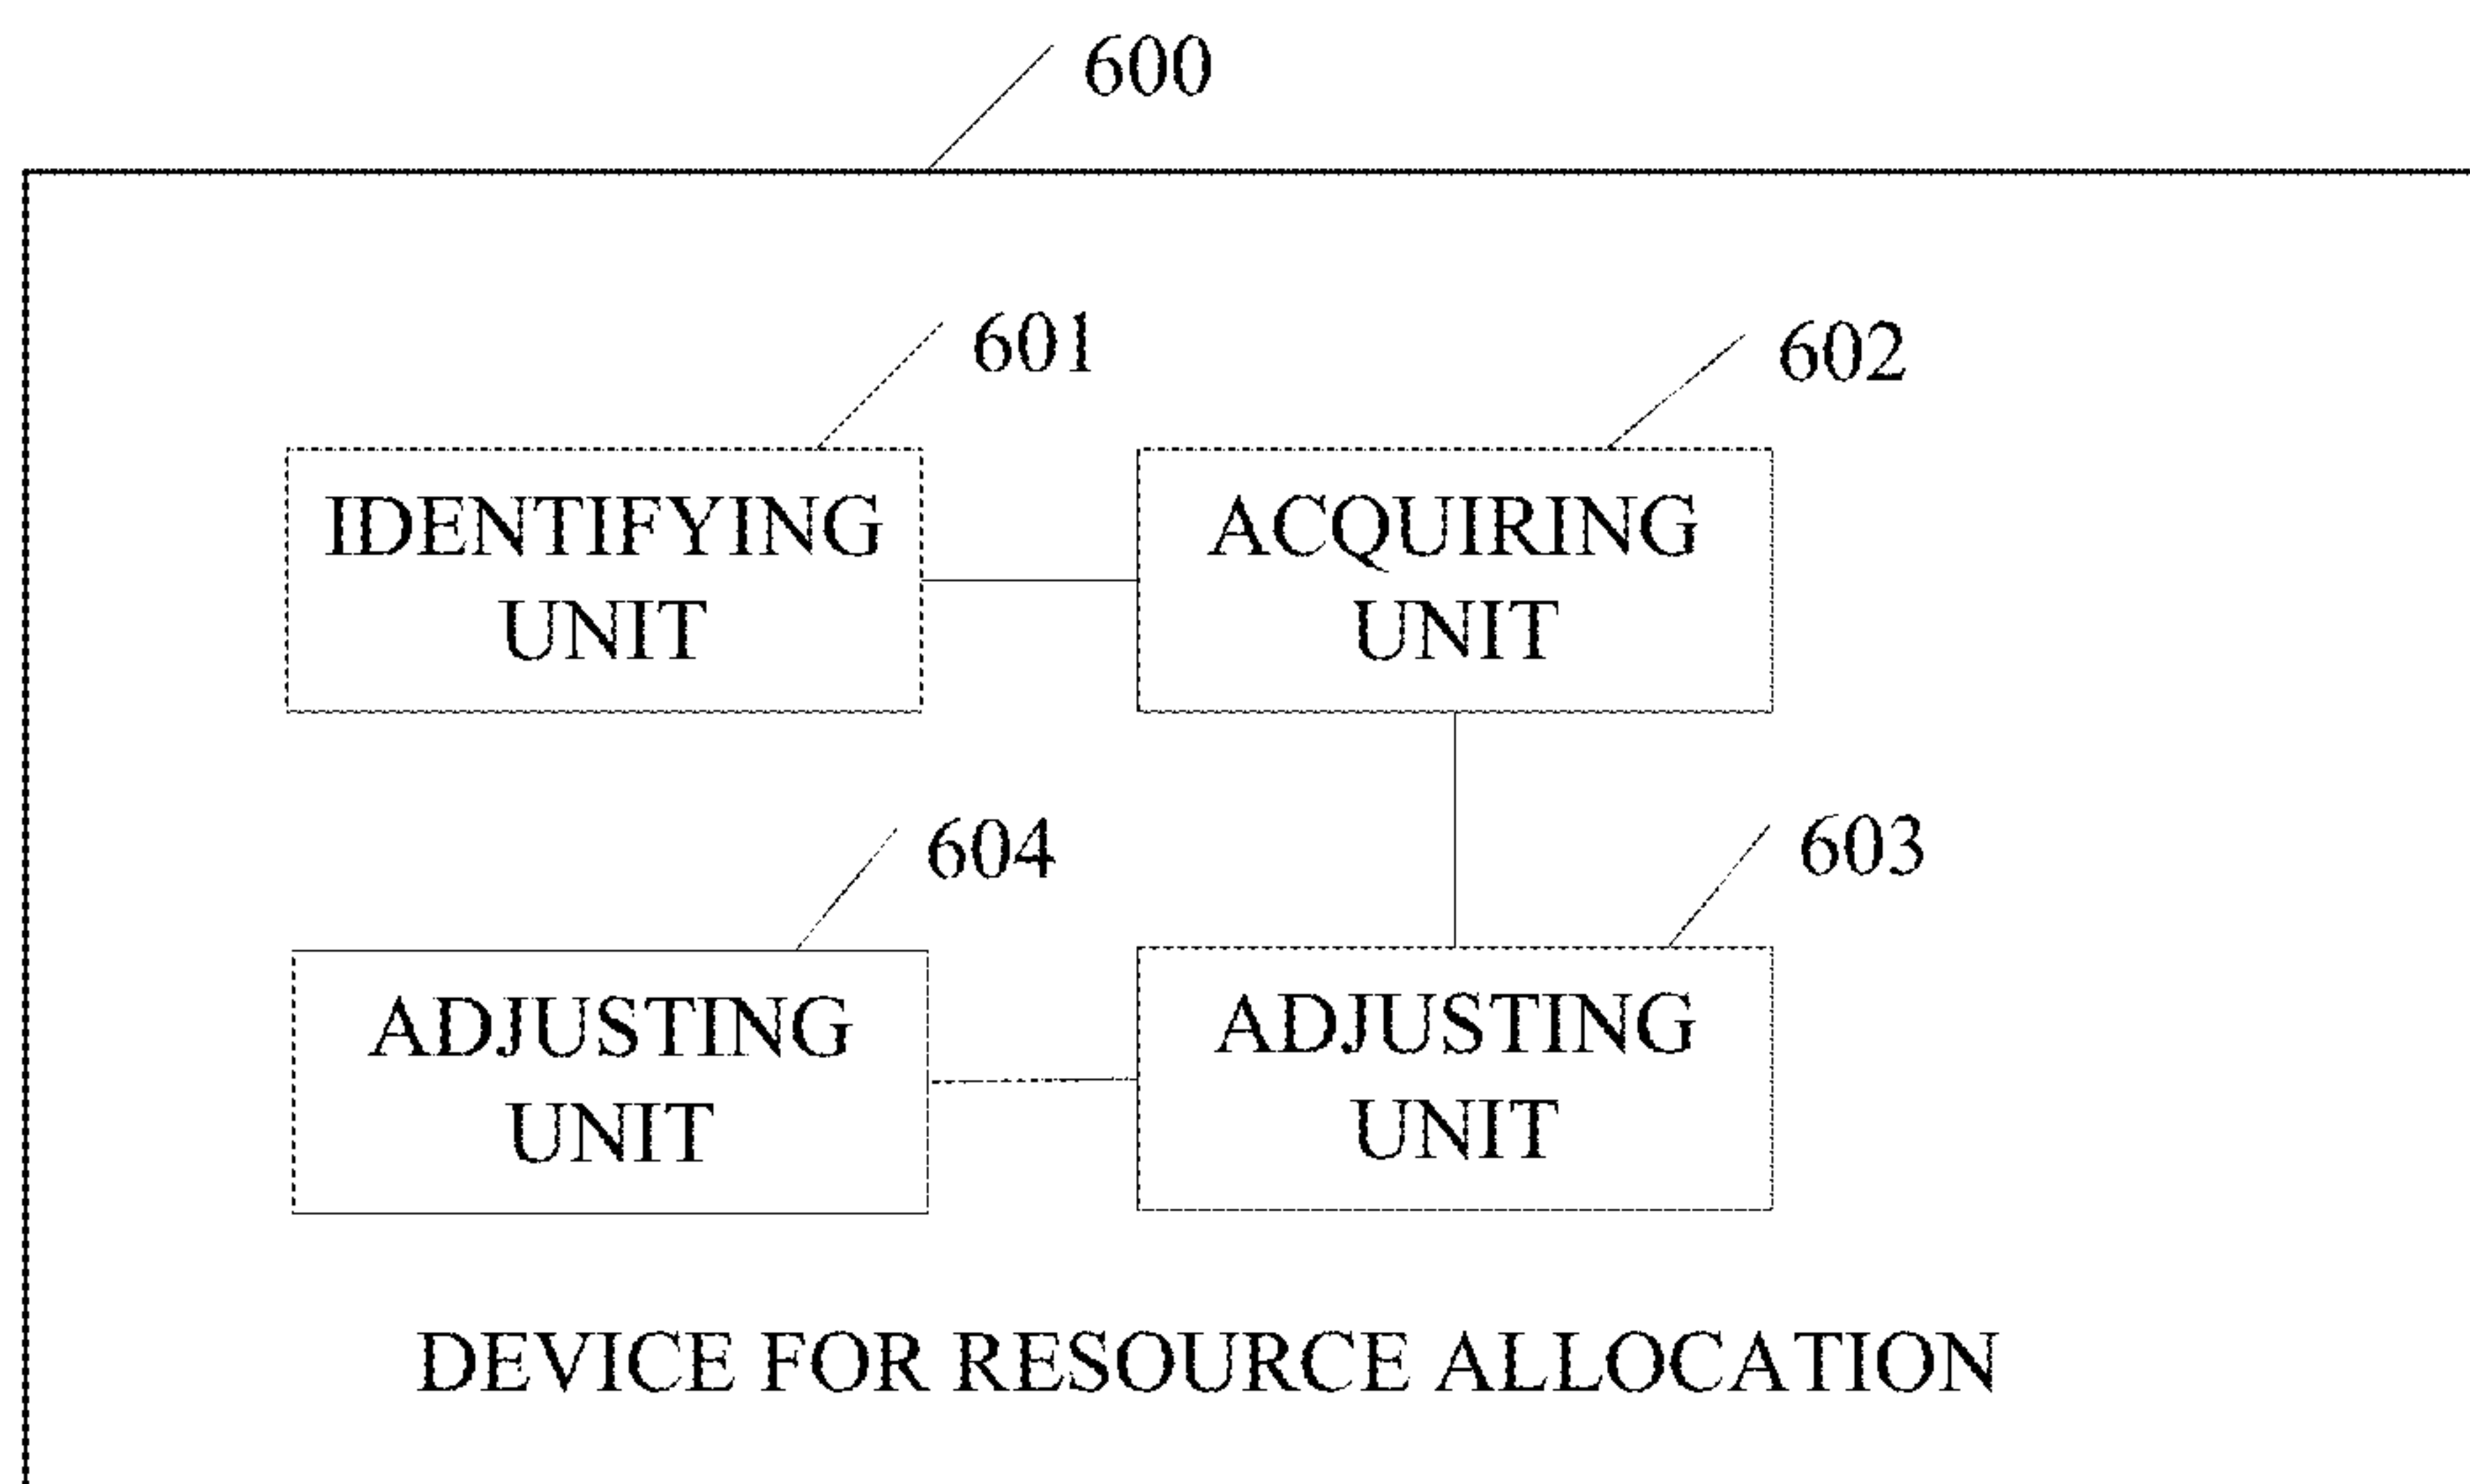 600
601
602
IDENTIFYING
UNIT
ACQUIRING
UNIT
604
603
ADJUSTING
UNIT
ADJUSTING
UNIT
DEVICE FOR RESOURCE ALLOCATION